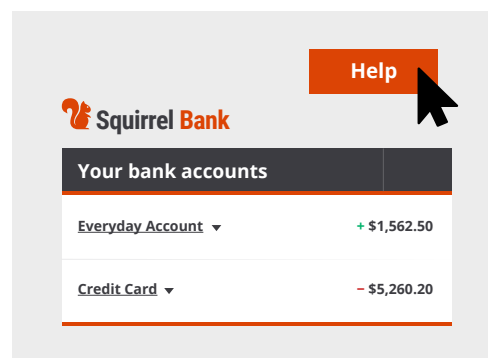 Help
Squirrel Bank
Your bank accounts
Everyday Account + $1,562.50
Credit Card − $5,260.20